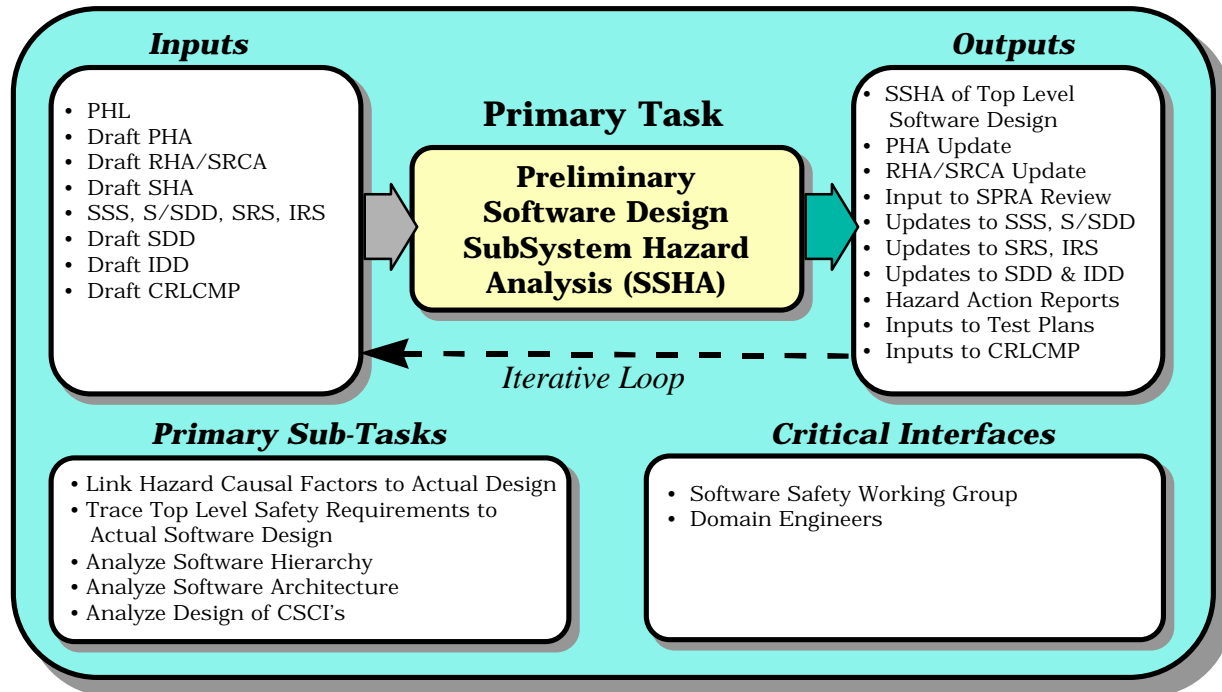 Inputs
• PHL
• Draft PHA
• Draft RHA/SRCA
• Draft SHA
• SSS, S/SDD, SRS, IRS
• Draft SDD
• Draft IDD
• Draft CRLCMP
Primary Task
Preliminary
Software Design
SubSystem Hazard
Analysis (SSHA)
Outputs
• SSHA of Top Level
Software Design
• PHA Update
• RHA/SRCA Update
• Input to SPRA Review
• Updates to SSS, S/SDD
• Updates to SRS, IRS
• Updates to SDD & IDD
• Hazard Action Reports
• Inputs to Test Plans
• Inputs to CRLCMP
Iterative Loop
Primary Sub-Tasks
• Link Hazard Causal Factors to Actual Design
• Trace Top Level Safety Requirements to
Actual Software Design
• Analyze Software Hierarchy
• Analyze Software Architecture
• Analyze Design of CSCI's
Critical Interfaces
• Software Safety Working Group
• Domain Engineers